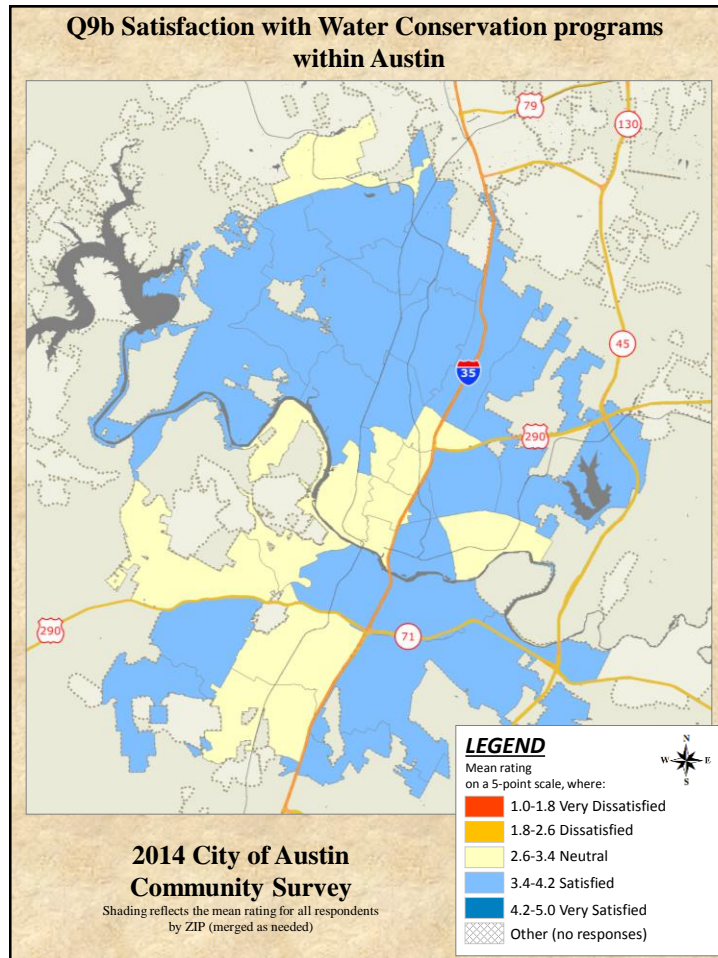 Q9b Satisfaction with Water Conservation programs
within Austin
79
130
45
35
290
290
71
LEGEND
Mean rating
on a 5-point scale, where:
N
W E
S
1.0-1.8 Very Dissatisfied
1.8-2.6 Dissatisfied
2.6-3.4 Neutral
3.4-4.2 Satisfied
4.2-5.0 Very Satisfied
Other (no responses)
2014 City of Austin
Community Survey
Shading reflects the mean rating for all respondents
by ZIP (merged as needed)